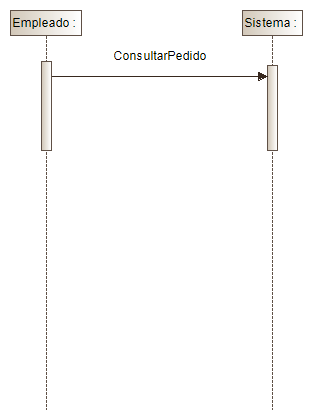 Empleado :
Sistema :
ConsultarPedido